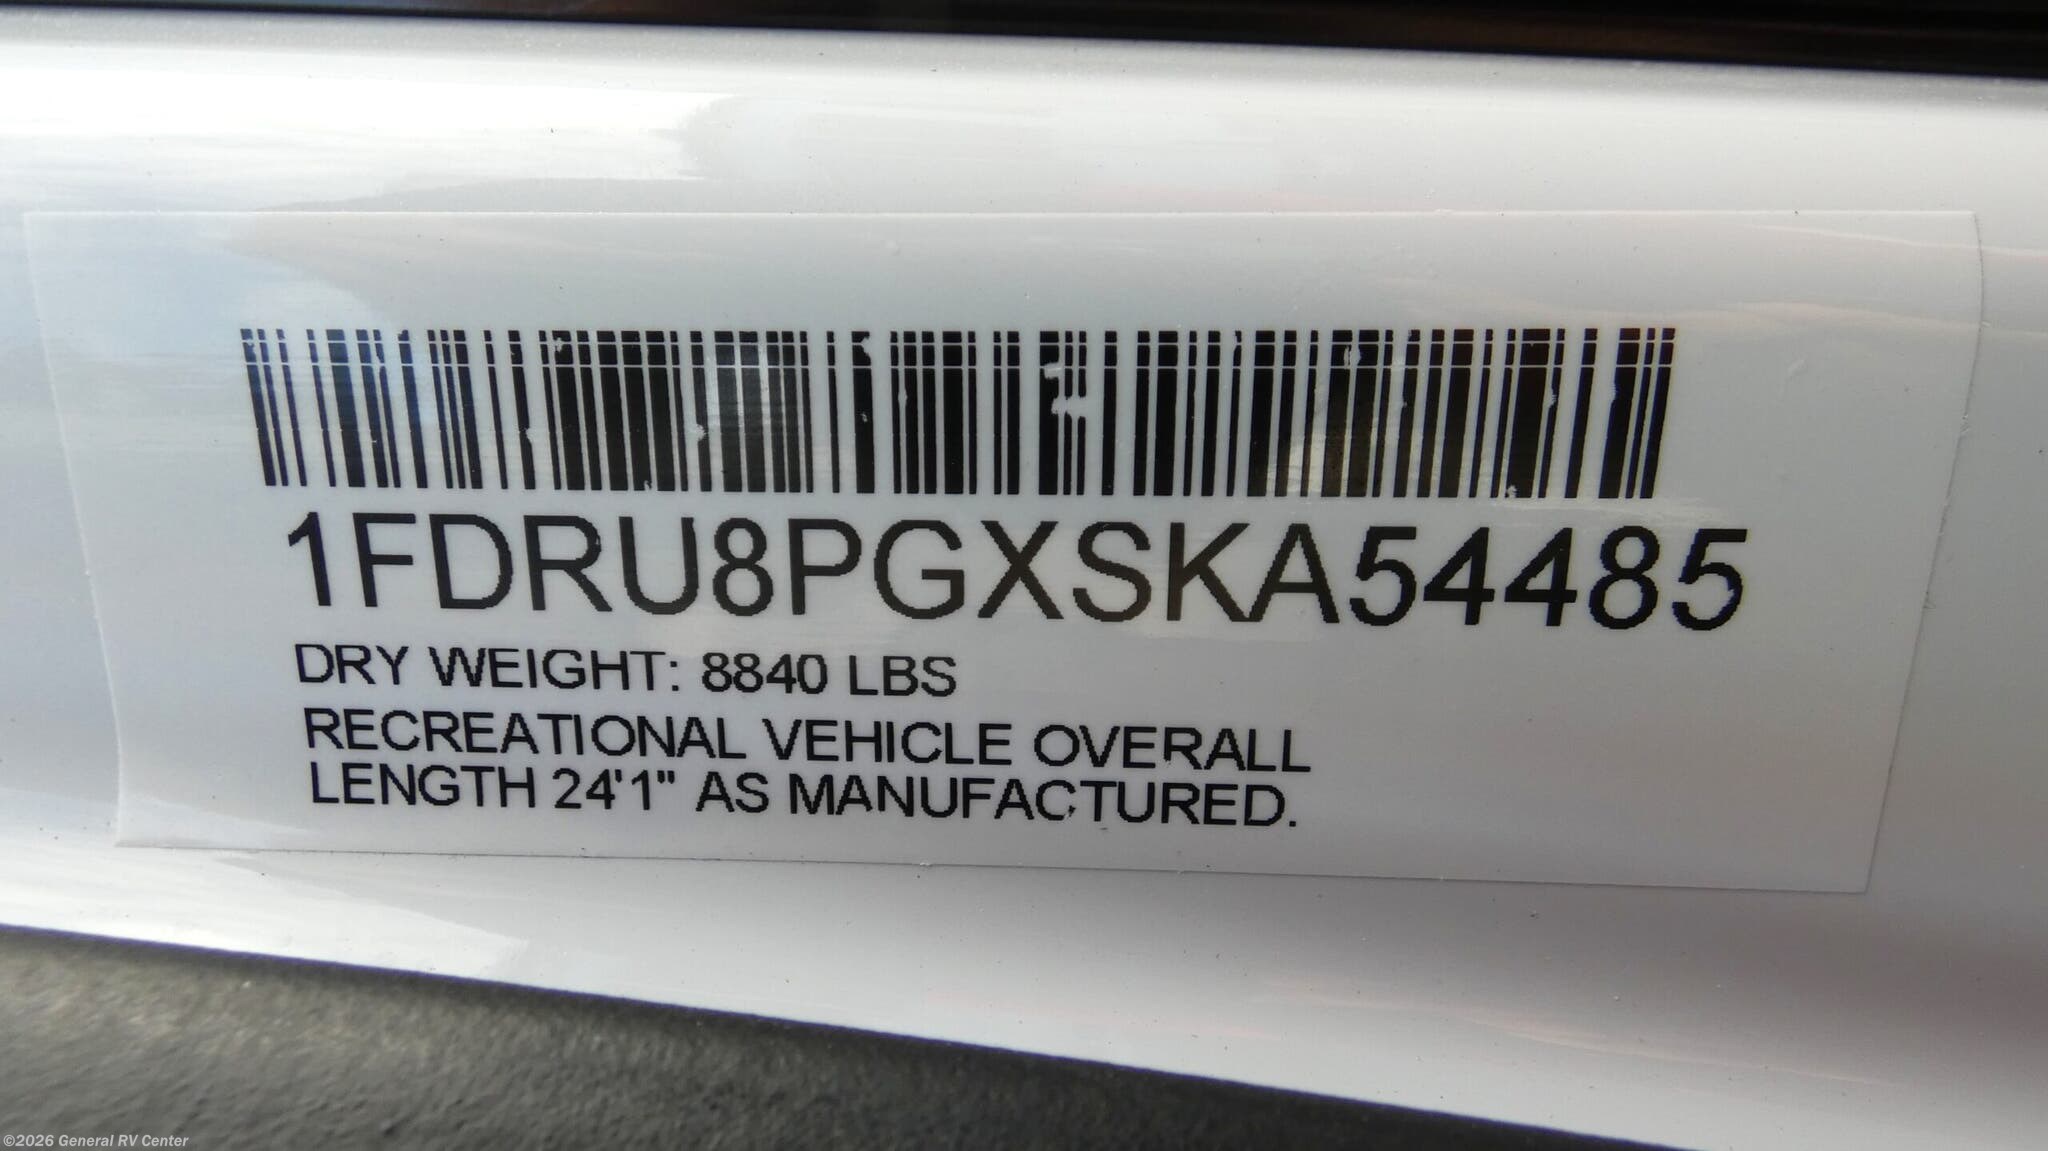 1FDRU8PGXSKA54485
DRY WEIGHT: 8840 LBS
RECREATIONAL VEHICLE OVERALL
LENGTH 24'1" AS MANUFACTURED.
©2026 General RV Center